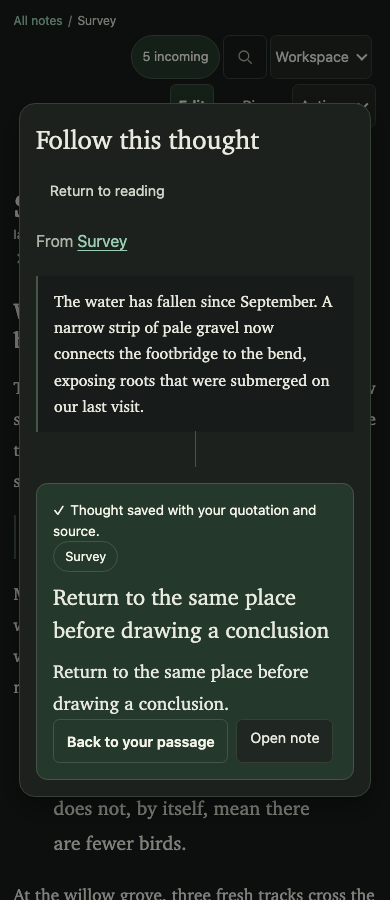 All notes / Survey
5 incoming
Workspace
Follow this thought
Return to reading
From Survey
The water has fallen since September. A
narrow strip of pale gravel now
connects the footbridge to the bend,
exposing roots that were submerged on
our last visit.
✓ Thought saved with your quotation and
source.
Survey
Return to the same place
before drawing a conclusion
Return to the same place before
drawing a conclusion.
Back to your passage
Open note
does not, by itself, mean there
are fewer birds.
At the willow grove, three fresh tracks cross the